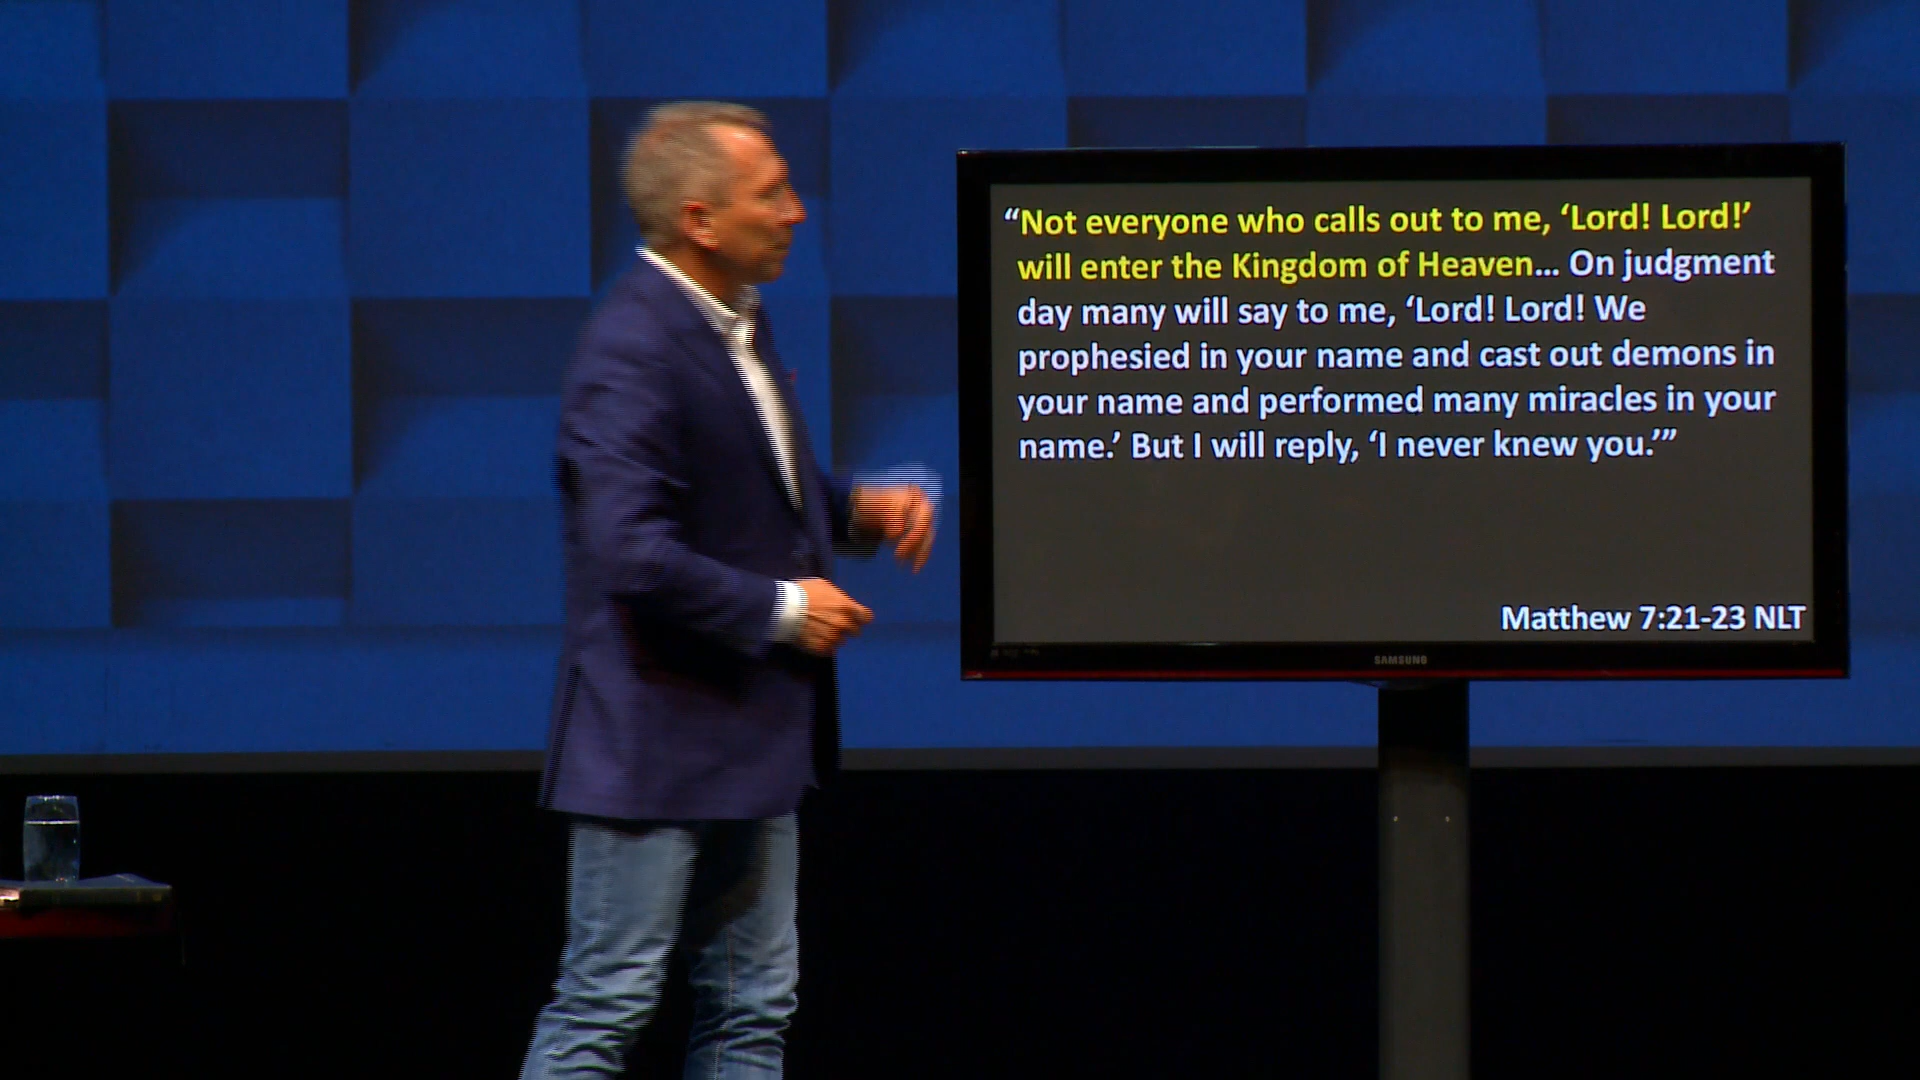 “Not everyone who calls out to me, ‘Lord! Lord!’
will enter the Kingdom of Heaven… On judgment
day many will say to me, ‘Lord! Lord! We
prophesied in your name and cast out demons in
your name and performed many miracles in your
name.’ But I will reply, ‘I never knew you.’”
Matthew 7:21-23 NLT
SAMSUNG